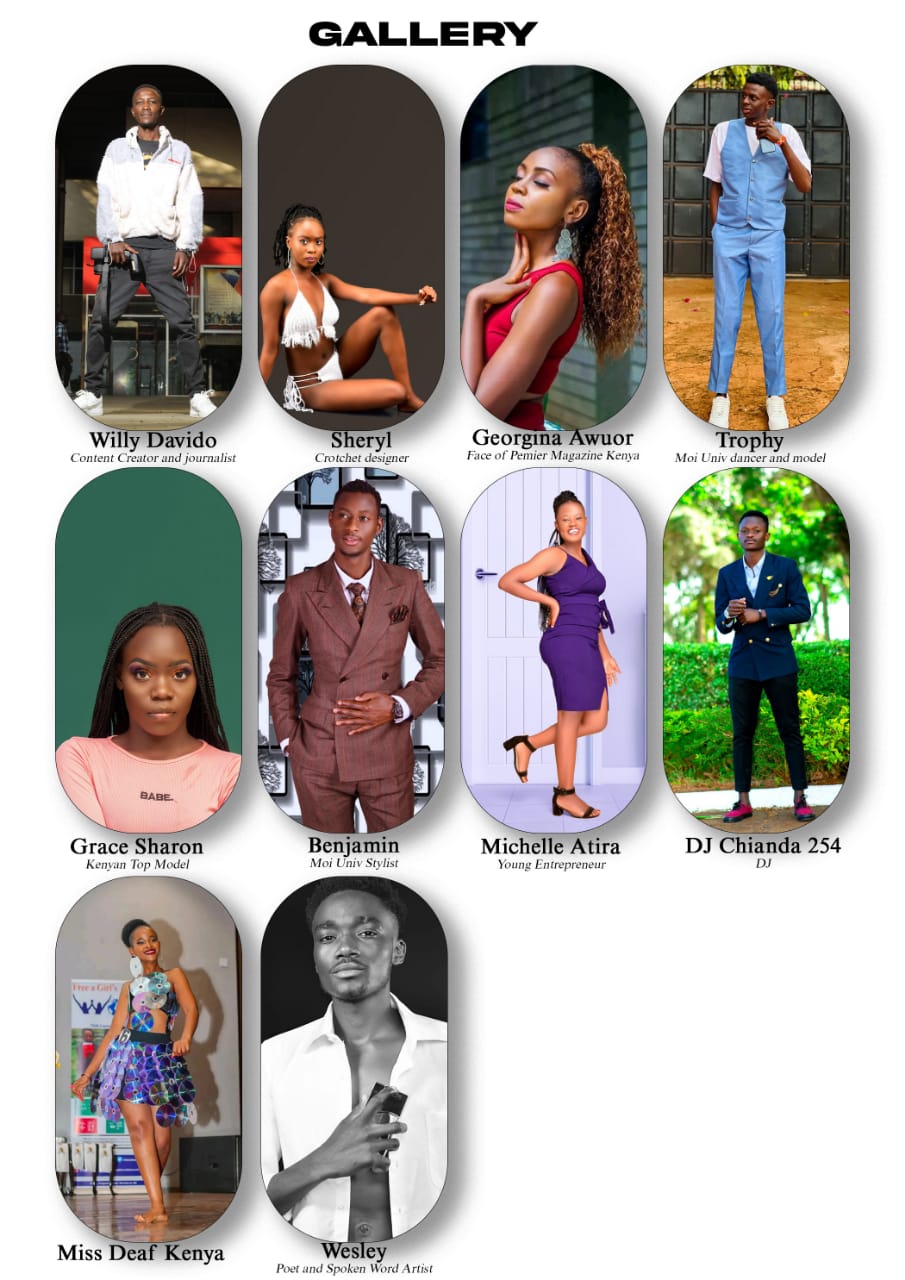 GALLERY
Willy Davido
Content Creator and journalist
Sheryl
Crotchet designer
Georgina Awuor
Face of Pemier Magazine Kenya
Trophy
Moi Univ dancer and model
BABE.
Grace Sharon
Kenyan Top Model
Benjamin
Moi Univ Stylist
Michelle Atira
Young Entrepreneur
DJ Chianda 254
DJ
Free a Girl's
Miss Deaf Kenya
Wesley
Poet and Spoken Word Artist